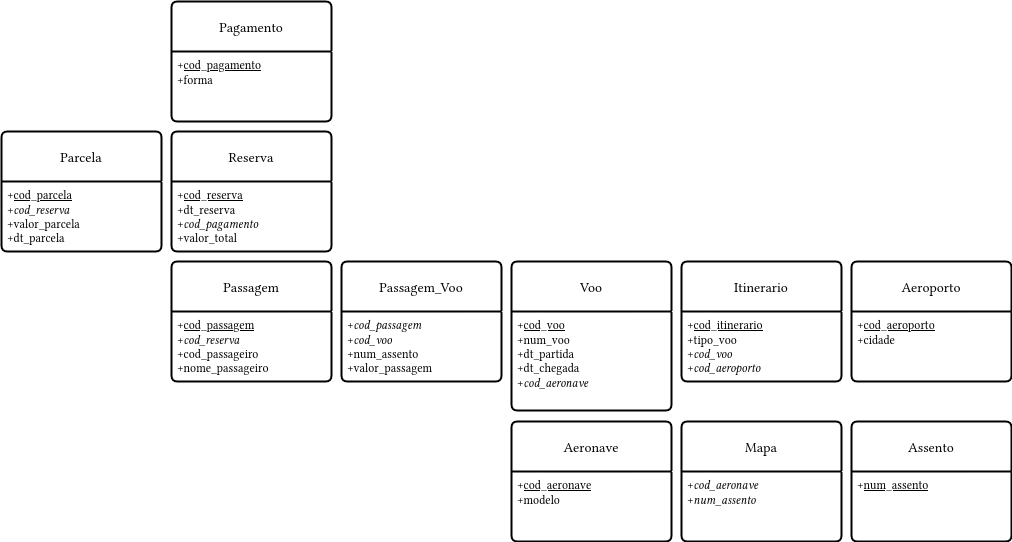 Pagamento
+cod_pagamento
+forma
Parcela
+cod_parcela
+cod_reserva
+valor_parcela
+dt_parcela
Reserva
+cod_reserva
+dt_reserva
+cod_pagamento
+valor_total
Passagem
+cod_passagem
+cod_reserva
+cod_passageiro
+nome_passageiro
Passagem_Voo
+cod_passagem
+cod_voo
+num_assento
+valor_passagem
Voo
+cod_voo
+num_voo
+dt_partida
+dt_chegada
+cod_aeronave
Itinerario
+cod_itinerario
+tipo_voo
+cod_voo
+cod_aeroporto
Aeroporto
+cod_aeroporto
+cidade
Aeronave
+cod_aeronave
+modelo
Mapa
+cod_aeronave
+num_assento
Assento
+num_assento